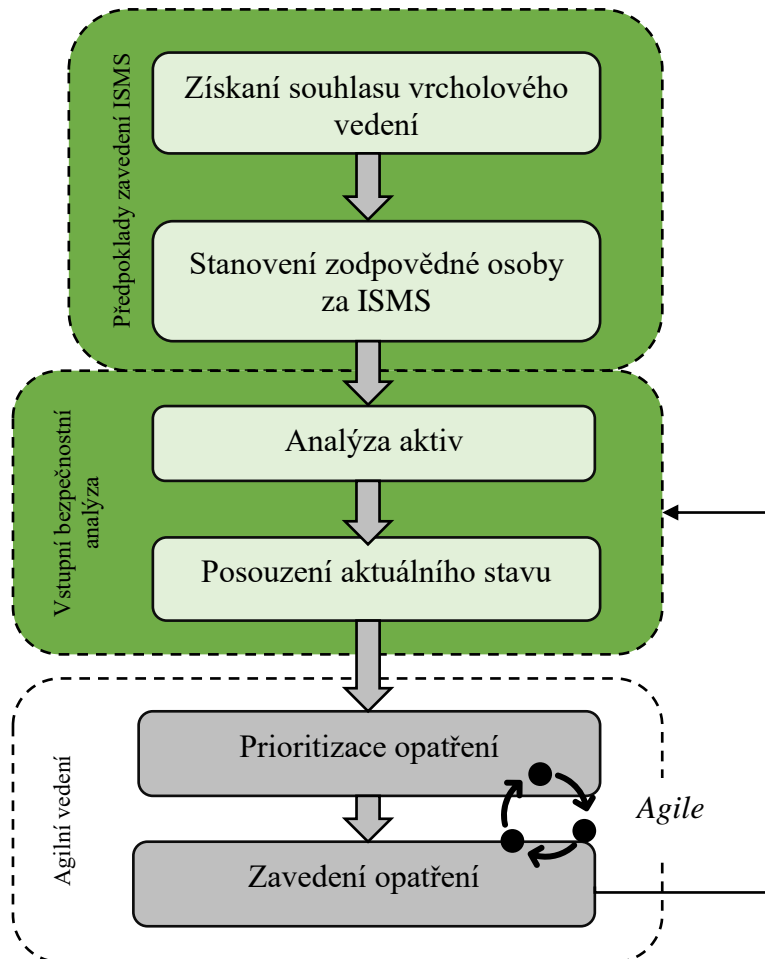 Předpoklady zavedení ISMS
Získaní souhlasu vrcholového
vedení
Stanovení zodpovědné osoby
za ISMS
Vstupní bezpečnostní
analýza
Analýza aktiv
Posouzení aktuálního stavu
Agilní vedení
Prioritizace opatření
Agile
Zavedení opatření